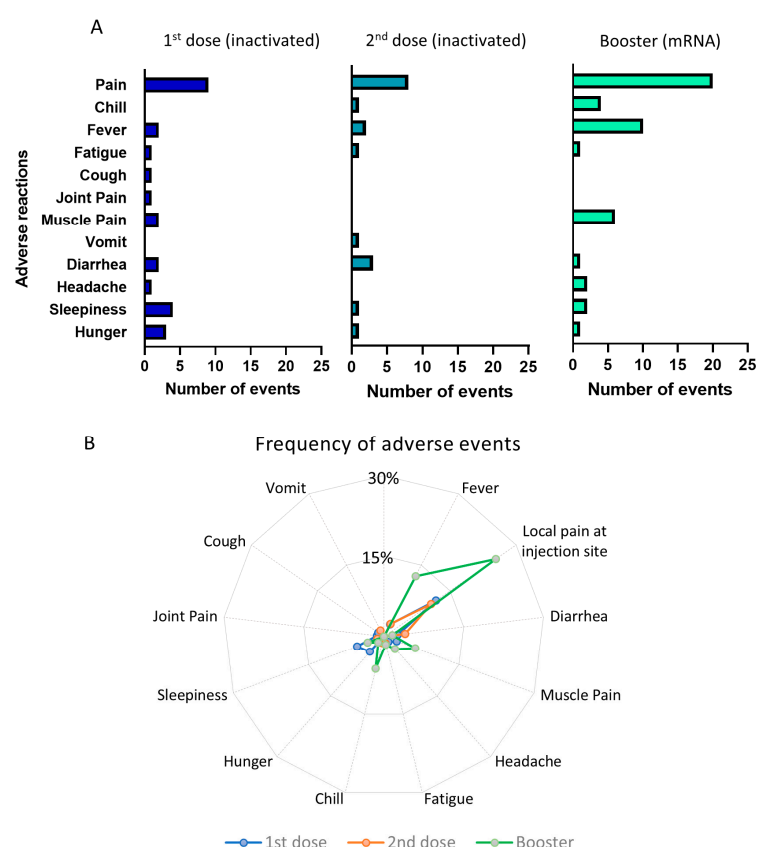 A
1st dose (inactivated)
2nd dose (inactivated)
Booster (mRNA)
Adverse reactions
Pain
Chill
Fever
Fatigue
Cough
Joint Pain
Muscle Pain
Vomit
Diarrhea
Headache
Sleepiness
Hunger
0 5 10 15 20 25
Number of events
0 5 10 15 20 25
Number of events
0 5 10 15 20 25
Number of events
B
Frequency of adverse events
30%
15%
Fever
Local pain at
injection site
Diarrhea
Muscle Pain
Headache
Fatigue
Chill
Hunger
Sleepiness
Joint Pain
Cough
Vomit
1st dose 2nd dose Booster